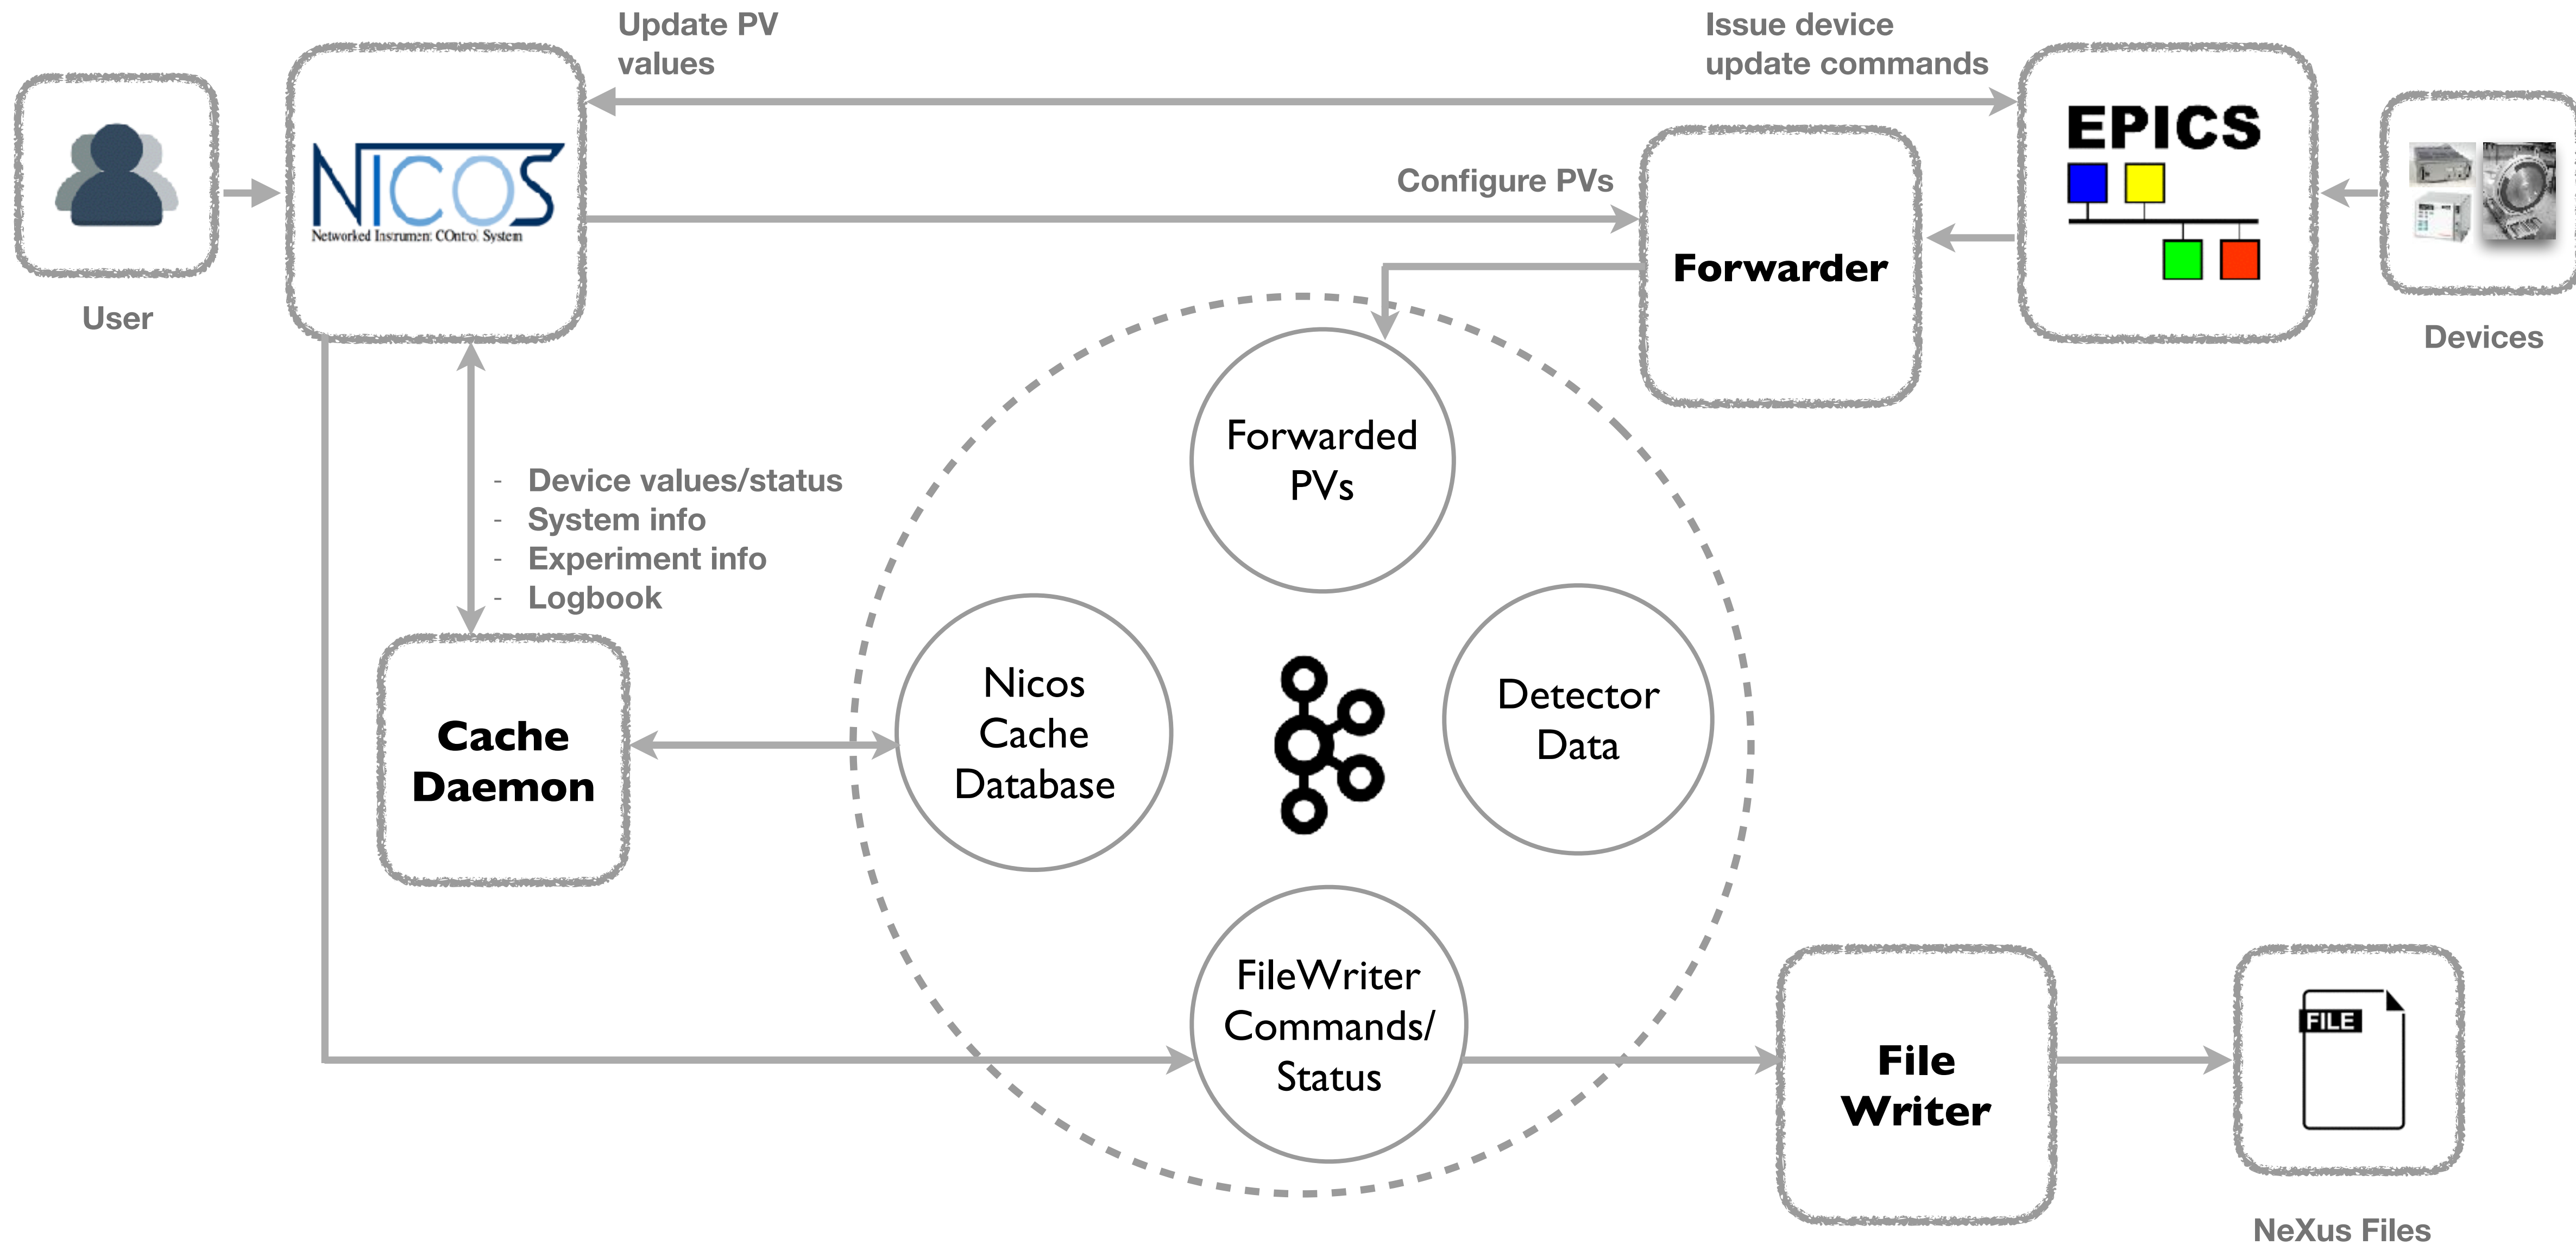 Update PV
values
Issue device
update commands
NICOS
Networked Instrument COntrol System
EPICS
Configure PVs
Forwarder
User
Devices
Forwarded
PVs
- Device values/status
- System info
- Experiment info
- Logbook
Nicos
Cache
Database
Detector
Data
Cache
Daemon
FileWriter
Commands/
Status
File
Writer
FILE
NeXus Files